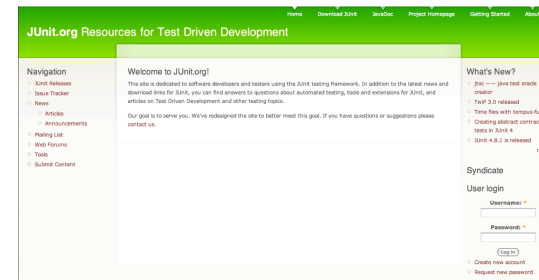 Home Download JUnit JavaDoc Project Homepage Getting Started About
JUnit.org Resources for Test Driven Development
Navigation
JUnit Releases
Issue Tracker
News
Articles
Announcements
Mailing List
Web Forums
Tools
Submit Content
Welcome to JUnit.org!
This site is dedicated to software developers and testers using the JUnit testing framework. In addition to the latest news and
download links for JUnit, you can find answers to questions about automated testing, tools and extensions for JUnit, and
articles on Test Driven Development and other testing topics.
Our goal is to serve you. We've redesigned the site to better meet this goal. If you have questions or suggestions please
contact us.
What's New?
jtoc —— java test oracle
creator
TwiP 3.0 released
Time flies with tempus-fu
Creating abstract contrac
tests in JUnit 4
JUnit 4.8.1 is released
Syndicate
User login
Username: *
Password: *
Log in
Create new account
Request new password